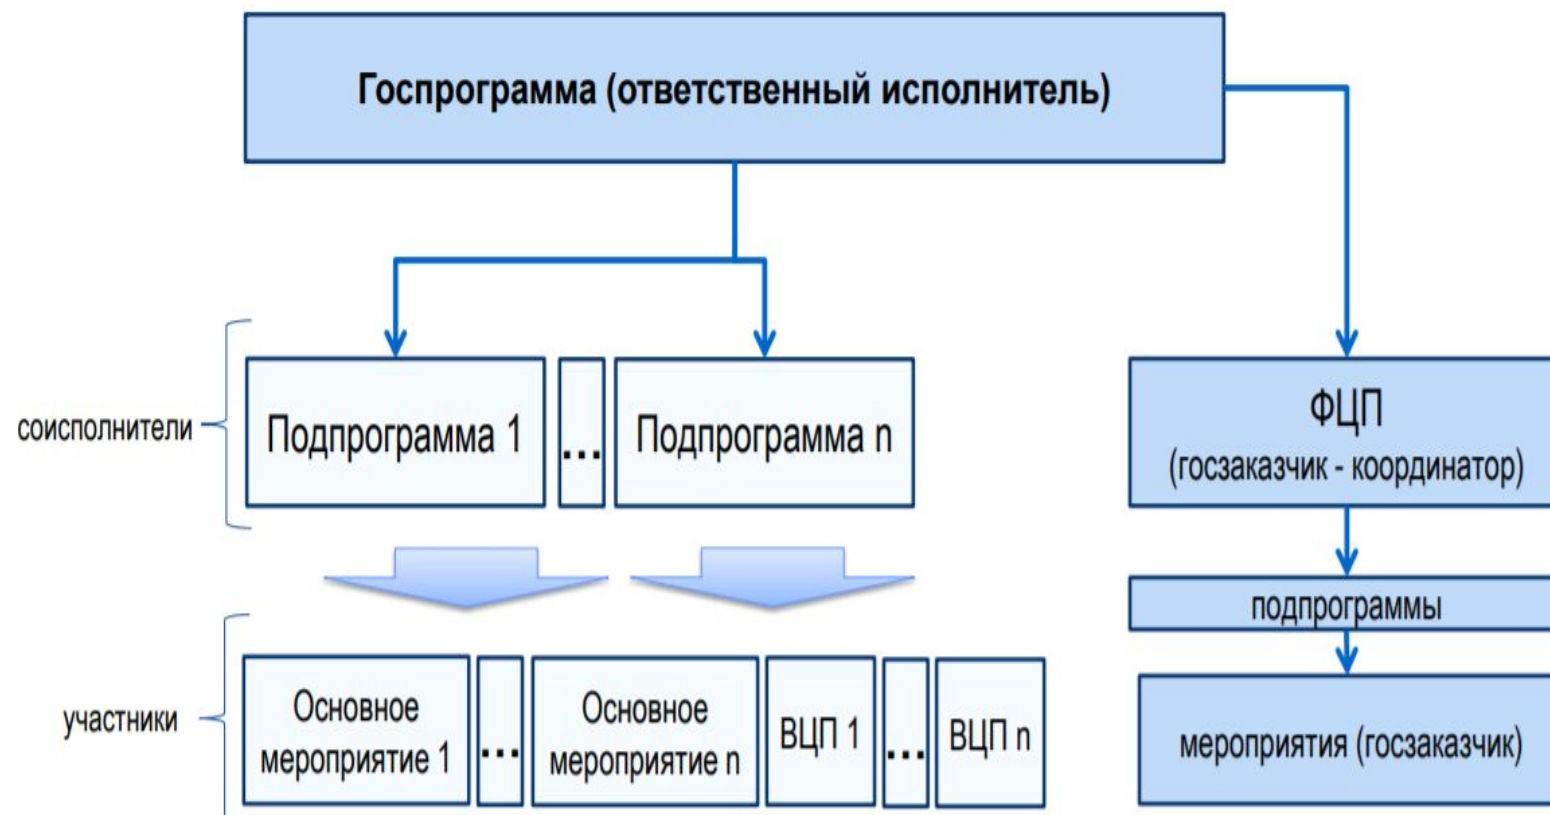 Госпрограмма (ответственный исполнитель)
соисполнители
Подпрограмма 1
...
Подпрограмма n
ФЦП
(госзаказчик - координатор)
подпрограммы
участники
Основное
мероприятие 1
...
Основное
мероприятие n
ВЦП 1
...
ВЦП n
мероприятия (госзаказчик)